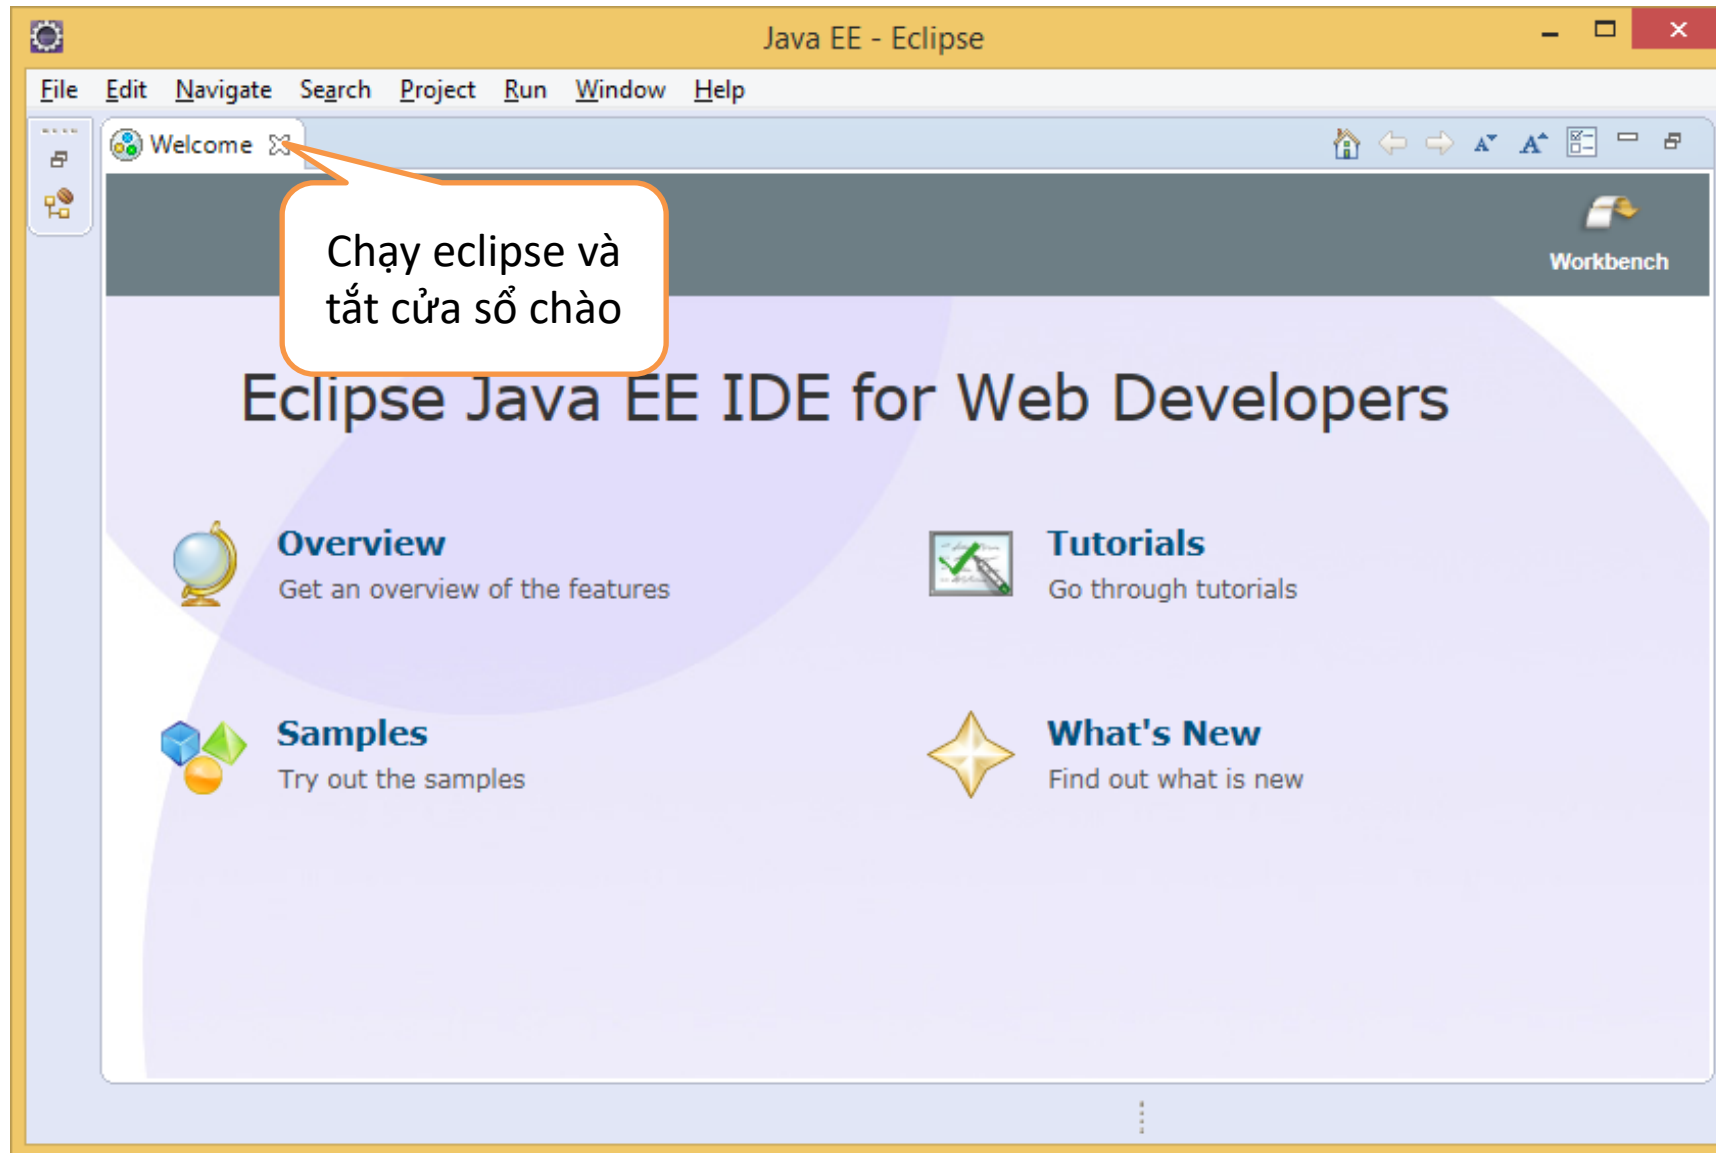 Java EE - Eclipse
File Edit Navigate Search Project Run Window Help
Welcome
Chạy eclipse và
tắt cửa sổ chào
Workbench
Eclipse Java EE IDE for Web Developers
Overview
Get an overview of the features
Tutorials
Go through tutorials
Samples
Try out the samples
What's New
Find out what is new